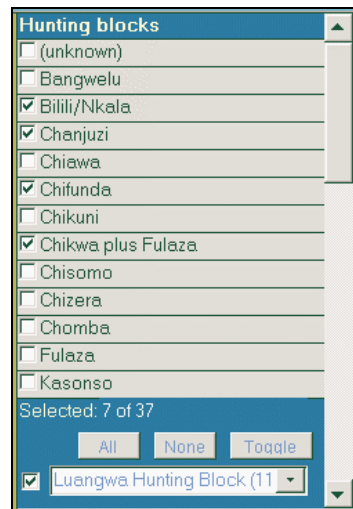 Hunting blocks
(unknown)
Bangwelu
Bilili/Nkala
Chanjuzi
Chiawa
Chifunda
Chikuni
Chikwa plus Fulaza
Chisomo
Chizera
Chomba
Fulaza
Kasonso
Selected: 7 of 37
All None Toggle
Luangwa Hunting Block (11